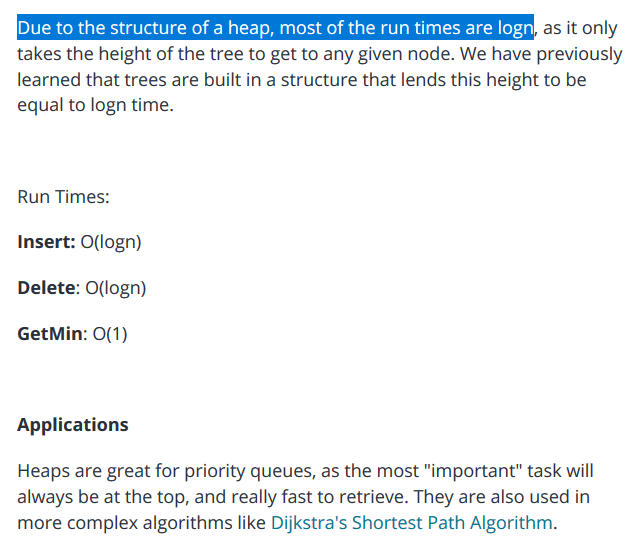 Due to the structure of a heap, most of the run times are logn, as it only
takes the height of the tree to get to any given node. We have previously
learned that trees are built in a structure that lends this height to be
equal to logn time.
Run Times:
Insert: O(logn)
Delete: O(logn)
GetMin: O(1)
Applications
Heaps are great for priority queues, as the most "important" task will
always be at the top, and really fast to retrieve. They are also used in
more complex algorithms like Dijkstra's Shortest Path Algorithm.